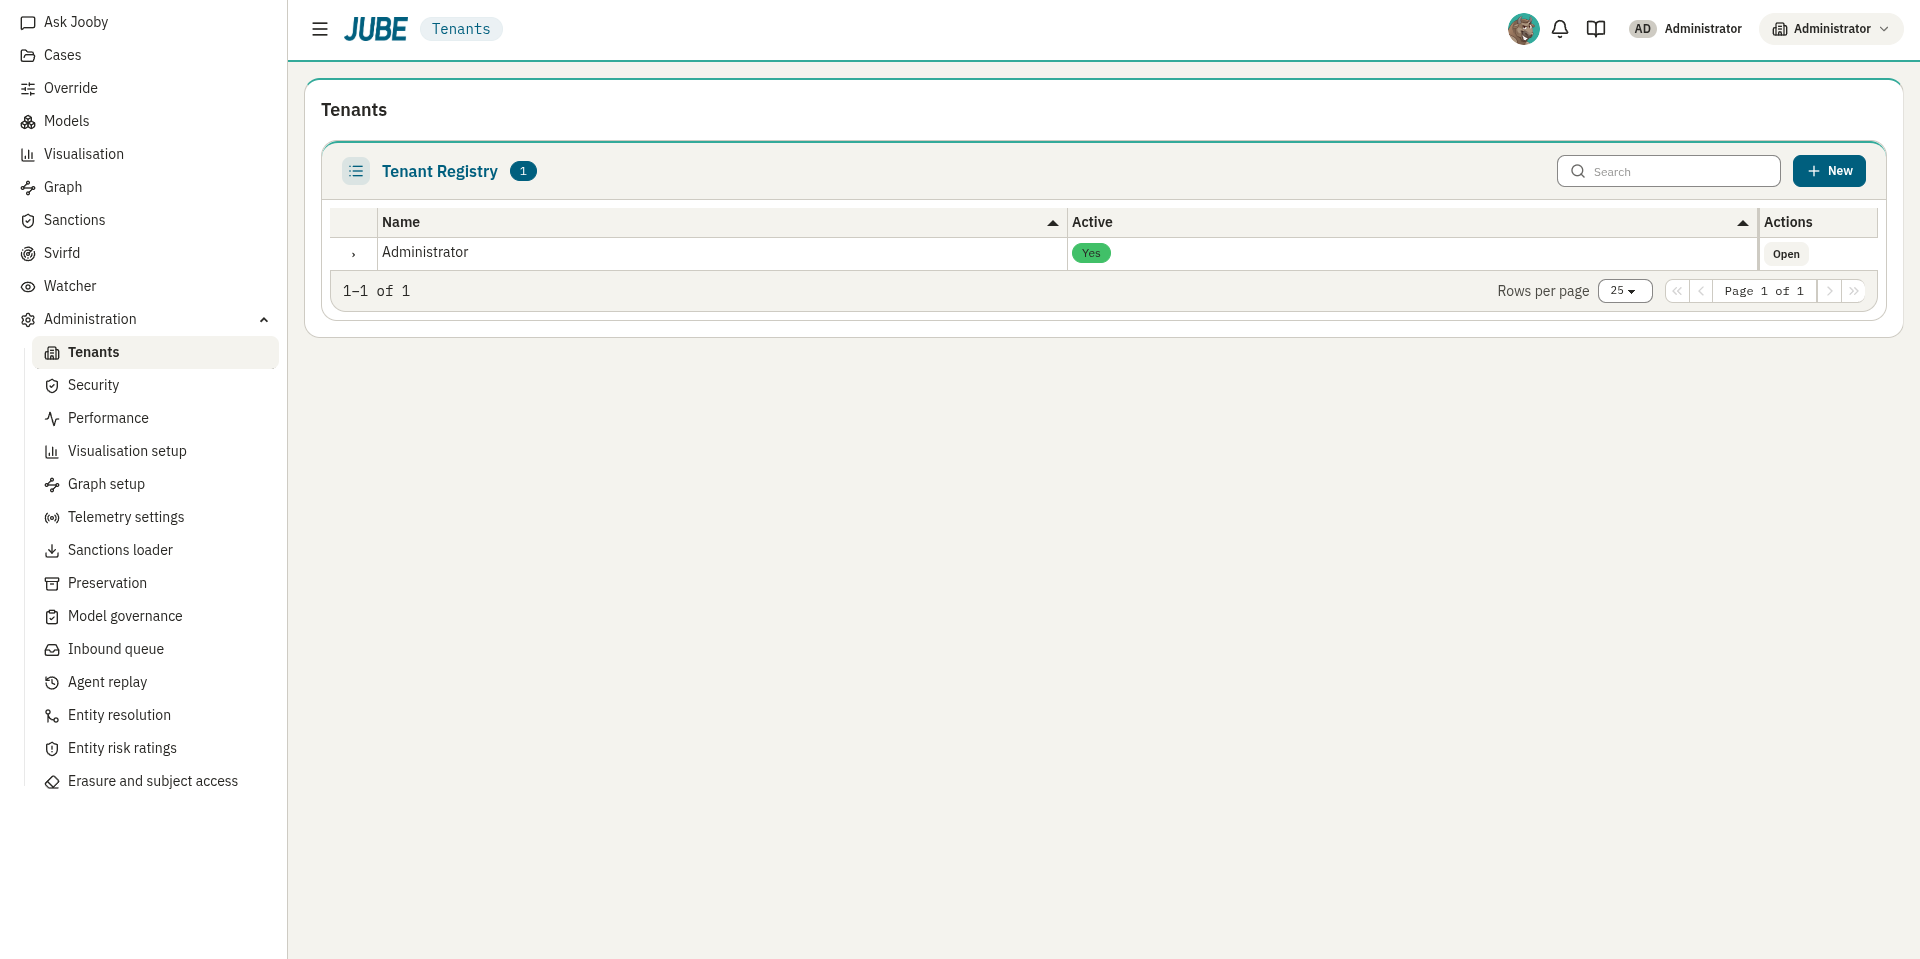 Ask Jooby
Cases
Override
Models
Visualisation
Graph
Sanctions
Svirfd
Watcher
Administration
Tenants
Security
Performance
Visualisation setup
Graph setup
Telemetry settings
Sanctions loader
Preservation
Model governance
Inbound queue
Agent replay
Entity resolution
Entity risk ratings
Erasure and subject access
JUBE Tenants AD Administrator Administrator
Tenants
Tenant Registry 1 Search New
Name Active Actions
Administrator Yes Open
1–1 of 1 Rows per page 25 Page 1 of 1